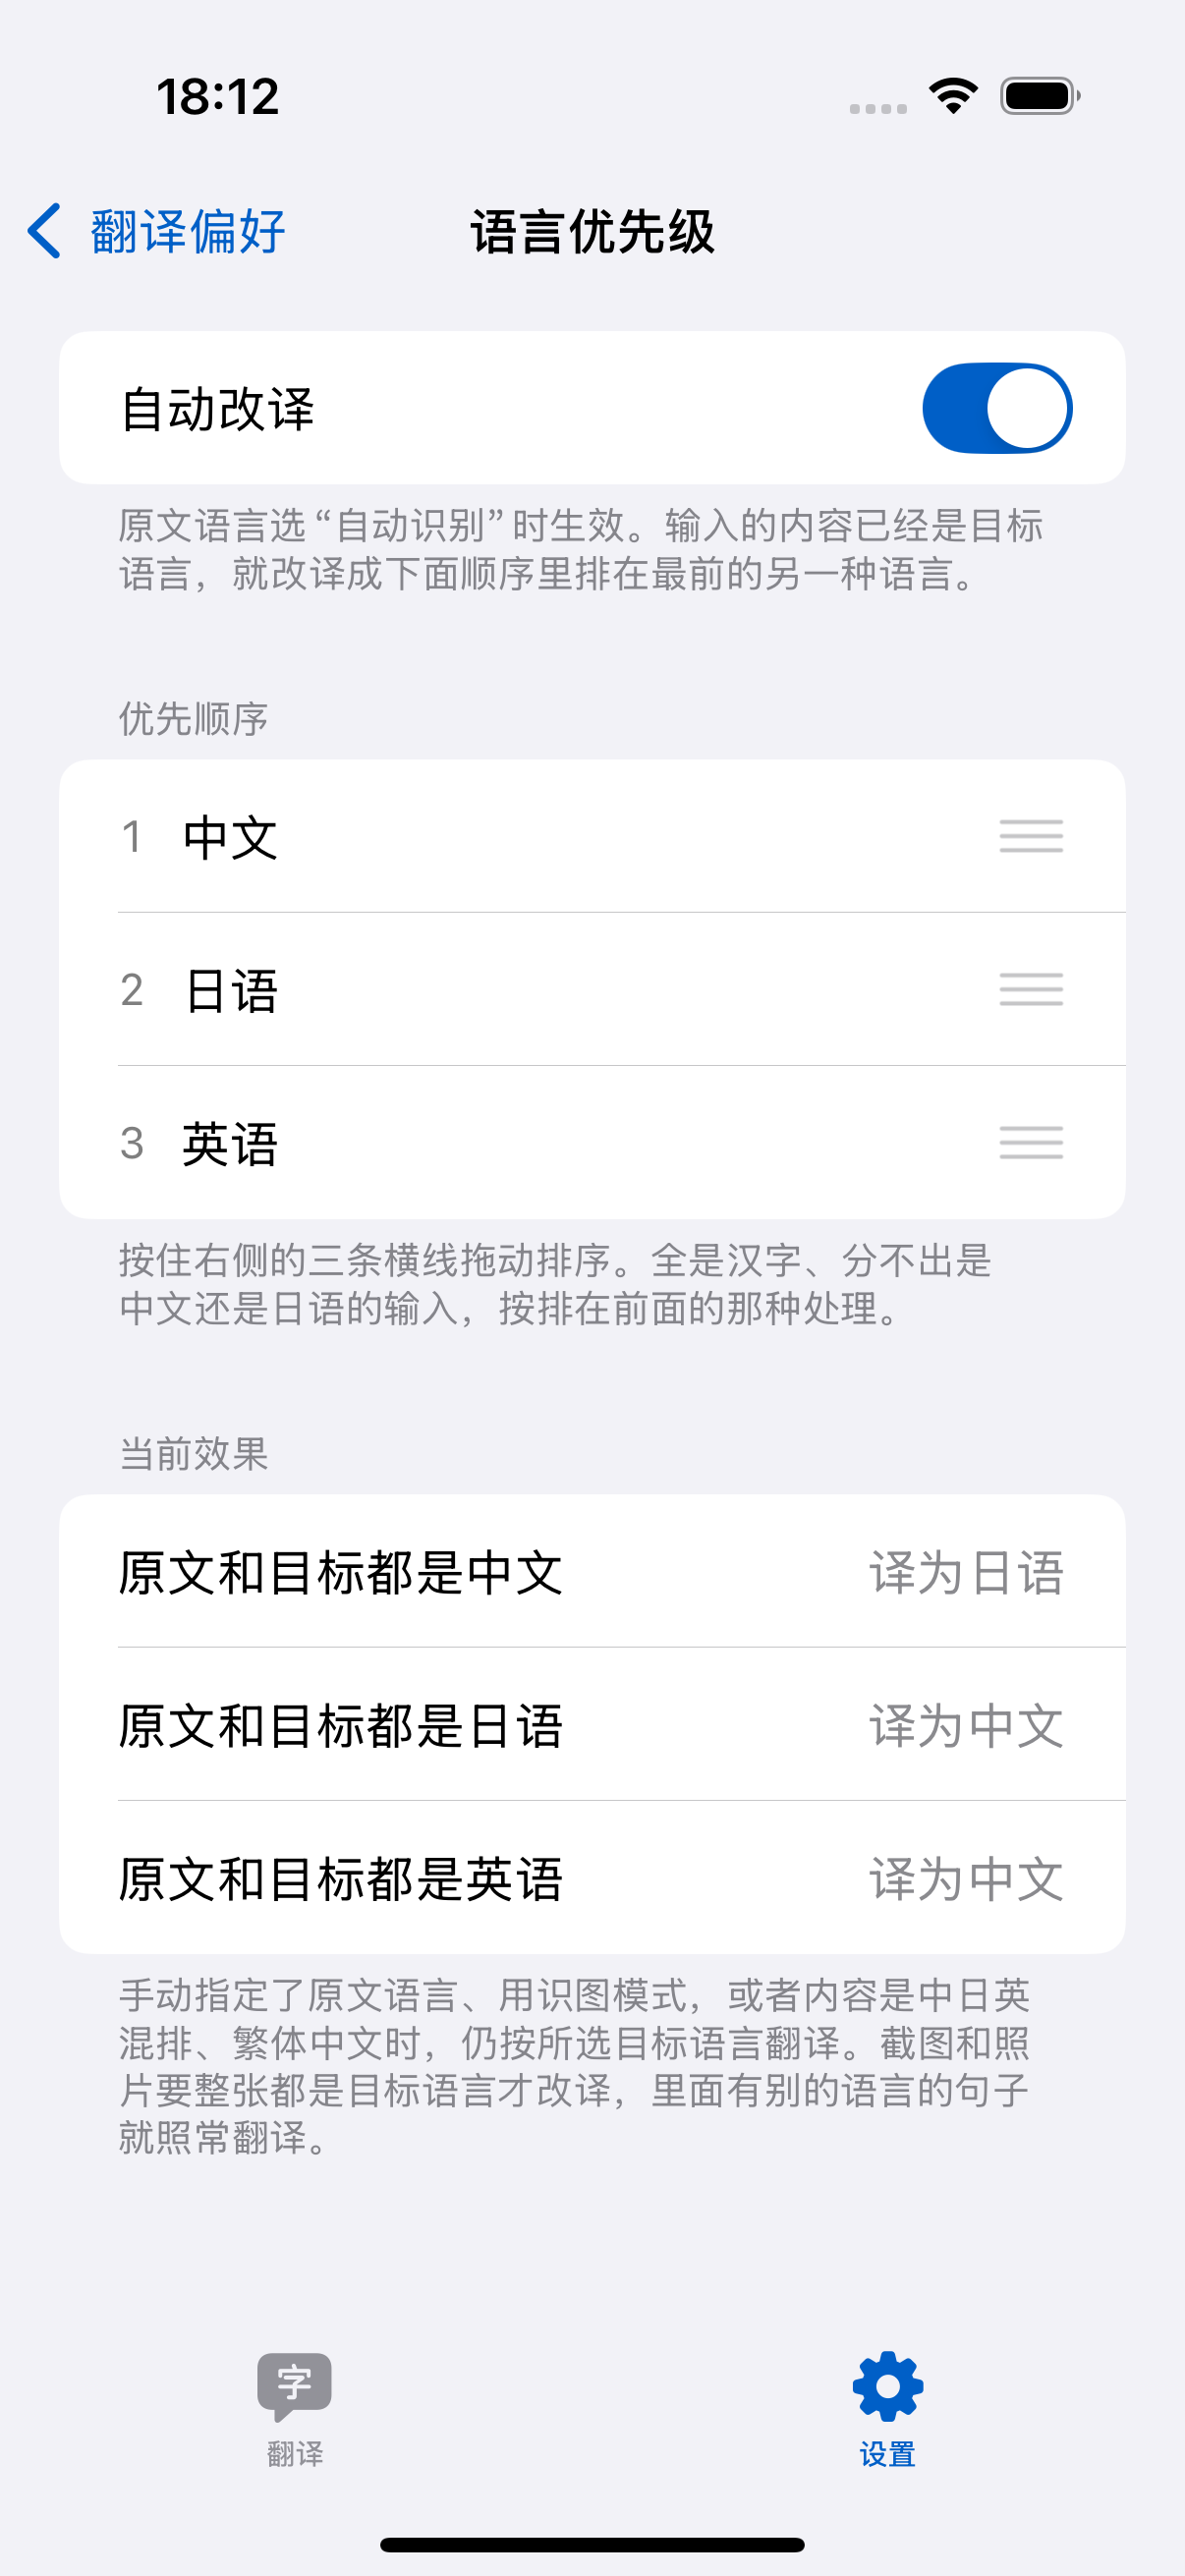 18:12
翻译偏好
语言优先级
自动改译
原文语言选“自动识别”时生效。输入的内容已经是目标
语言，就改译成下面顺序里排在最前的另一种语言。
优先顺序
1 中文
2 日语
3 英语
按住右侧的三条横线拖动排序。全是汉字、分不出是
中文还是日语的输入，按排在前面的那种处理。
当前效果
原文和目标都是中文 译为日语
原文和目标都是日语 译为中文
原文和目标都是英语 译为中文
手动指定了原文语言、用识图模式，或者内容是中日英
混排、繁体中文时，仍按所选目标语言翻译。截图和照
片要整张都是目标语言才改译，里面有别的语言的句子
就照常翻译。
字
翻译
设置